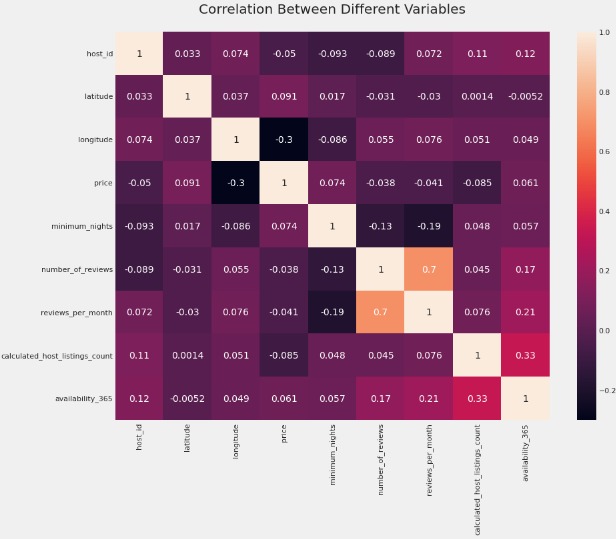 Correlation Between Different Variables
host_id 1 0.033 0.074 -0.05 -0.093 -0.089 0.072 0.11 0.12
latitude 0.033 1 0.037 0.091 0.017 -0.031 -0.03 0.0014 -0.0052
longitude 0.074 0.037 1 -0.3 -0.086 0.055 0.076 0.051 0.049
price -0.05 0.091 -0.3 1 0.074 -0.038 -0.041 -0.085 0.061
minimum_nights -0.093 0.017 -0.086 0.074 1 -0.13 -0.19 0.048 0.057
number_of_reviews -0.089 -0.031 0.055 -0.038 -0.13 1 0.7 0.045 0.17
reviews_per_month 0.072 -0.03 0.076 -0.041 -0.19 0.7 1 0.076 0.21
calculated_host_listings_count 0.11 0.0014 0.051 -0.085 0.048 0.045 0.076 1 0.33
availability_365 0.12 -0.0052 0.049 0.061 0.057 0.17 0.21 0.33 1
host_id
latitude
longitude
price
minimum_nights
number_of_reviews
reviews_per_month
calculated_host_listings_count
availability_365
1.0
0.8
0.6
0.4
0.2
0.0
-0.2